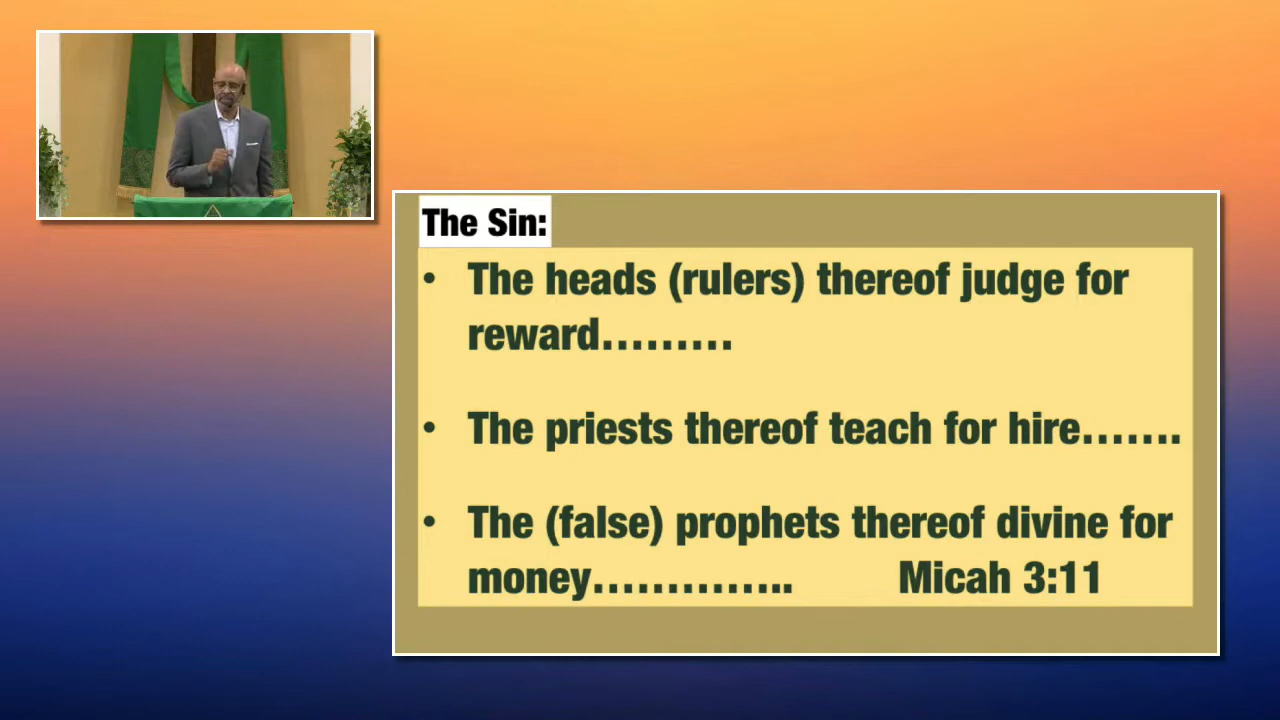 The Sin:
• The heads (rulers) thereof judge for
reward.........
• The priests thereof teach for hire.......
• The (false) prophets thereof divine for
money.............. Micah 3:11